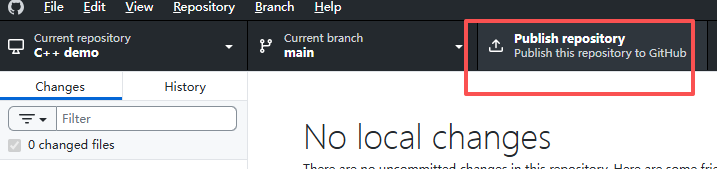 File Edit View Repository Branch Help
Current repository
C++ demo
Current branch
main
Publish repository
Publish this repository to GitHub
Changes
History
Filter
0 changed files
No local changes
There are no uncommitted changes in this repository. Here are some